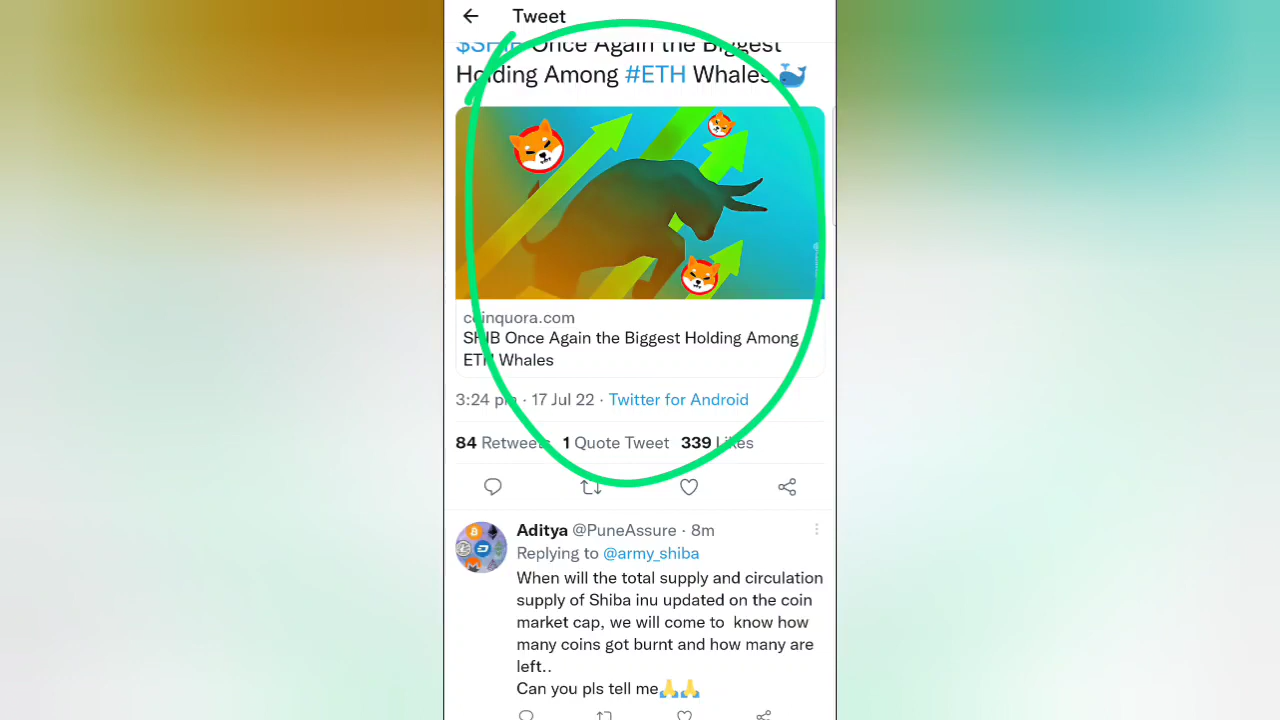 Tweet
$SHIB Once Again the Biggest
Holding Among #ETH Whales 🐳
coinquora.com
SHIB Once Again the Biggest Holding Among
ETH Whales
3:24 pm · 17 Jul 22 · Twitter for Android
84 Retweets 1 Quote Tweet 339 Likes
Aditya @PuneAssure · 8m
Replying to @army_shiba
When will the total supply and circulation
supply of Shiba inu updated on the coin
market cap, we will come to know how
many coins got burnt and how many are
left..
Can you pls tell me🙏🙏